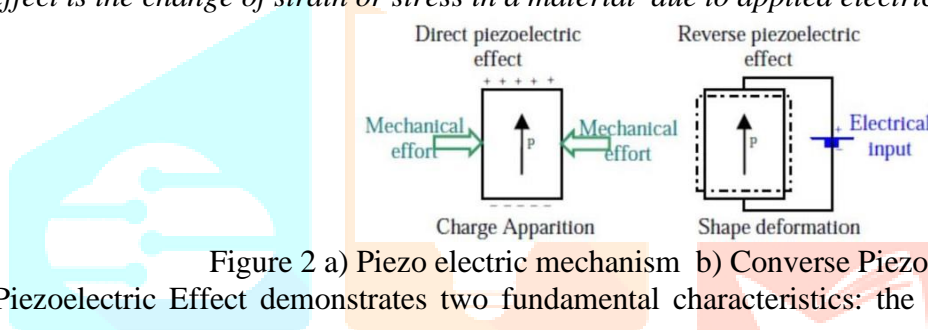 effect is the change of strain or stress in a material due to applied electric
Direct piezoelectric
effect
+ + + + +
Mechanical
effort
P
Mechanical
effort
- - - - -
Charge Apparition
Reverse piezoelectric
effect
P
+
Electrical
input
-
Shape deformation
Figure 2 a) Piezo electric mechanism b) Converse Piezo
Piezoelectric Effect demonstrates two fundamental characteristics: the